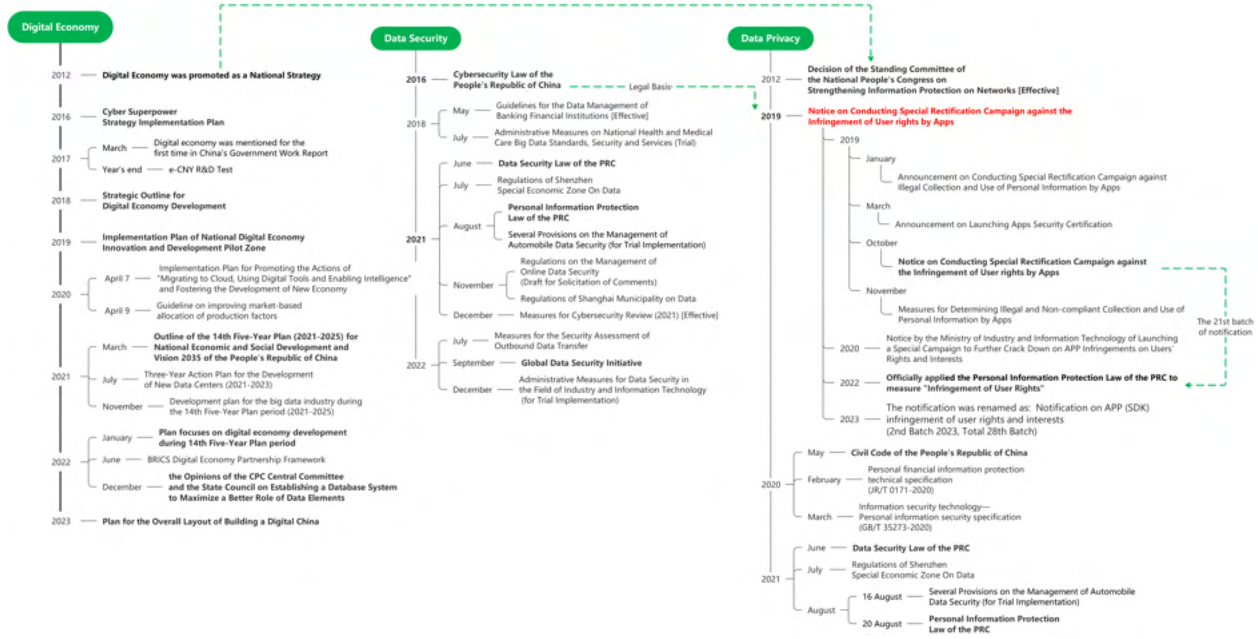 Digital Economy
2012
Digital Economy was promoted as a National Strategy
2016
Cyber Superpower
Strategy Implementation Plan
2017
March
Digital economy was mentioned for the
first time in China's Government Work Report
Year's end
e-CNY R&D Test
2018
Strategic Outline for
Digital Economy Development
2019
Implementation Plan of National Digital Economy
Innovation and Development Pilot Zone
2020
April 7
Implementation Plan for Promoting the Actions of
"Migrating to Cloud, Using Digital Tools and Enabling Intelligence"
and Fostering the Development of New Economy
April 9
Guideline on improving market-based
allocation of production factors
2021
March
Outline of the 14th Five-Year Plan (2021-2025) for
National Economic and Social Development and
Vision 2035 of the People's Republic of China
July
Three-Year Action Plan for the Development
of New Data Centers (2021-2023)
November
Development plan for the big data industry during
the 14th Five-Year Plan period (2021-2025)
2022
January
Plan focuses on digital economy development
during 14th Five-Year Plan period
June
BRICS Digital Economy Partnership Framework
December
the Opinions of the CPC Central Committee
and the State Council on Establishing a Database System
to Maximize a Better Role of Data Elements
2023
Plan for the Overall Layout of Building a Digital China
Data Security
2016
Cybersecurity Law of the
People's Republic of China
Legal Basis
2018
May
Guidelines for the Data Management of
Banking Financial Institutions [Effective]
July
Administrative Measures on National Health and Medical
Care Big Data Standards, Security and Services (Trial)
2021
June
Data Security Law of the PRC
July
Regulations of Shenzhen
Special Economic Zone On Data
August
Personal Information Protection
Law of the PRC
Several Provisions on the Management of
Automobile Data Security (for Trial Implementation)
November
Regulations on the Management of
Online Data Security
(Draft for Solicitation of Comments)
Regulations of Shanghai Municipality on Data
December
Measures for Cybersecurity Review (2021) [Effective]
2022
July
Measures for the Security Assessment of
Outbound Data Transfer
September
Global Data Security Initiative
December
Administrative Measures for Data Security in
the Field of Industry and Information Technology
(for Trial Implementation)
Data Privacy
2012
Decision of the Standing Committee of
the National People's Congress on
Strengthening Information Protection on Networks [Effective]
2019
Notice on Conducting Special Rectification Campaign against the
Infringement of User rights by Apps
2019
January
Announcement on Conducting Special Rectification Campaign against
Illegal Collection and Use of Personal Information by Apps
March
Announcement on Launching Apps Security Certification
October
Notice on Conducting Special Rectification Campaign against
the Infringement of User rights by Apps
November
Measures for Determining Illegal and Non-compliant Collection and Use of
Personal Information by Apps
The 21st batch
of notification
2020
Notice by the Ministry of Industry and Information Technology of Launching
a Special Campaign to Further Crack Down on APP Infringements on Users'
Rights and Interests
2022
Officially applied the Personal Information Protection Law of the PRC to
measure "Infringement of User Rights"
2023
The notification was renamed as: Notification on APP (SDK)
infringement of user rights and interests
(2nd Batch 2023, Total 28th Batch)
2020
May
Civil Code of the People's Republic of China
February
Personal financial information protection
technical specification
(JR/T 0171-2020)
March
Information security technology—
Personal information security specification
(GB/T 35273-2020)
2021
June
Data Security Law of the PRC
July
Regulations of Shenzhen
Special Economic Zone On Data
August
16 August
Several Provisions on the Management of Automobile
Data Security (for Trial Implementation)
20 August
Personal Information Protection
Law of the PRC